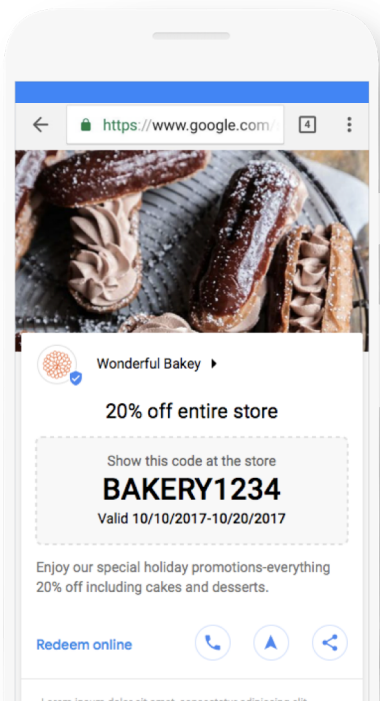 https://www.google.com/
4
Wonderful Bakey
20% off entire store
Show this code at the store
BAKERY1234
Valid 10/10/2017-10/20/2017
Enjoy our special holiday promotions-everything
20% off including cakes and desserts.
Redeem online